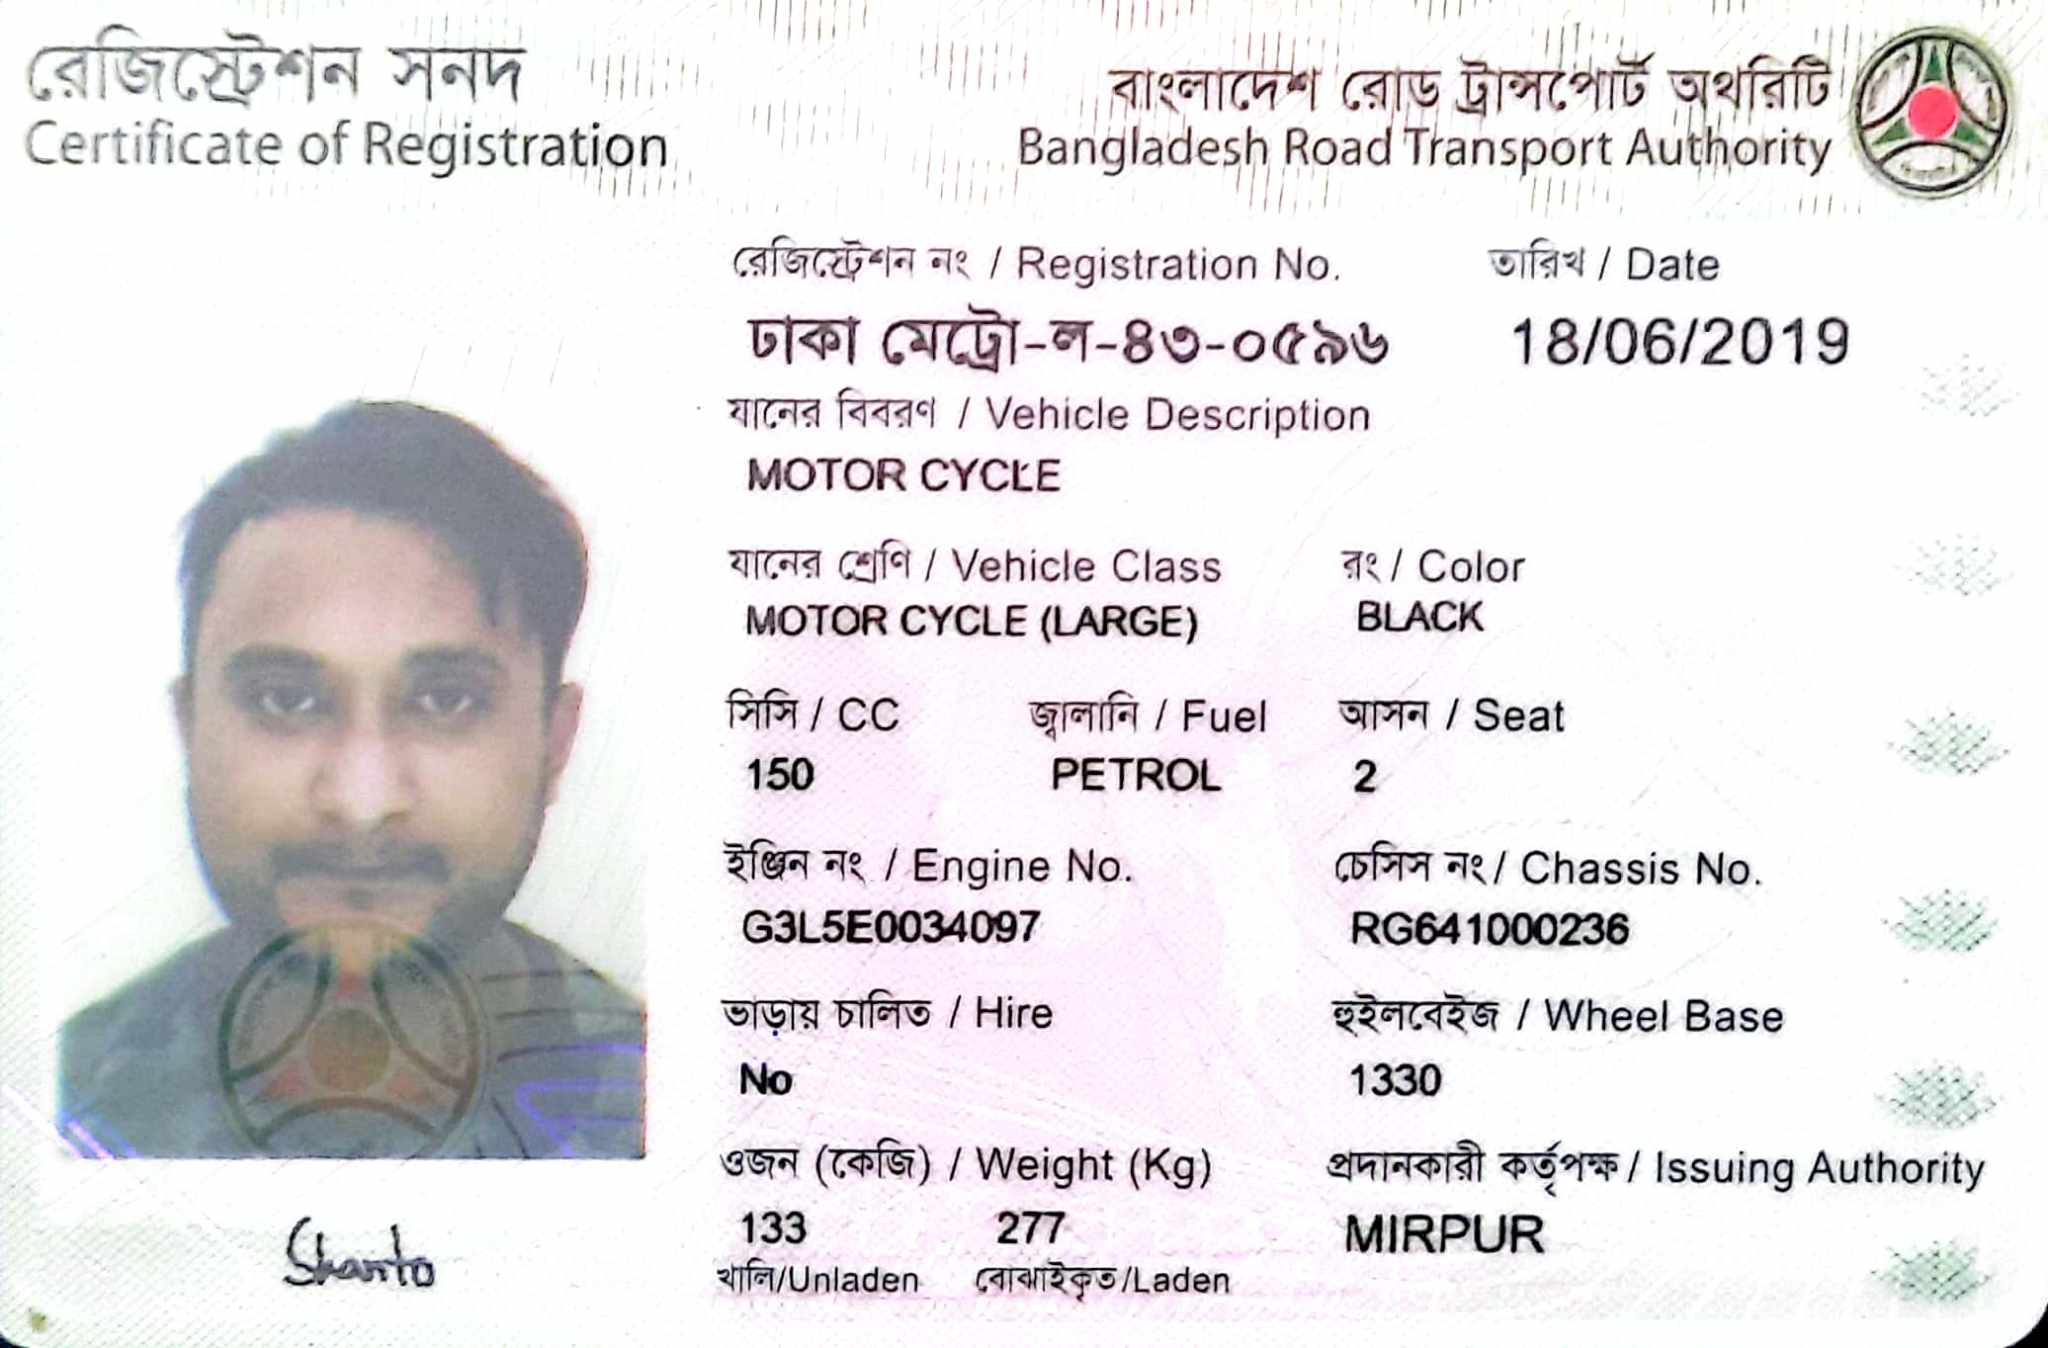 রেজিস্ট্রেশন সনদ
Certificate of Registration
বাংলাদেশ রোড ট্রান্সপোর্ট অথরিটি
Bangladesh Road Transport Authority
রেজিস্ট্রেশন নং / Registration No. তারিখ / Date
ঢাকা মেট্রো-ল-৪৩-০৫৯৬ 18/06/2019
যানের বিবরণ / Vehicle Description
MOTOR CYCLE
যানের শ্রেণি / Vehicle Class রং / Color
MOTOR CYCLE (LARGE) BLACK
সিসি / CC জ্বালানি / Fuel আসন / Seat
150 PETROL 2
ইঞ্জিন নং / Engine No. চেসিস নং / Chassis No.
G3L5E0034097 RG641000236
ভাড়ায় চালিত / Hire হুইলবেইজ / Wheel Base
No 1330
ওজন (কেজি) / Weight (Kg) প্রদানকারী কর্তৃপক্ষ / Issuing Authority
133 277 MIRPUR
খালি/Unladen বোঝাইকৃত/Laden
Shanto